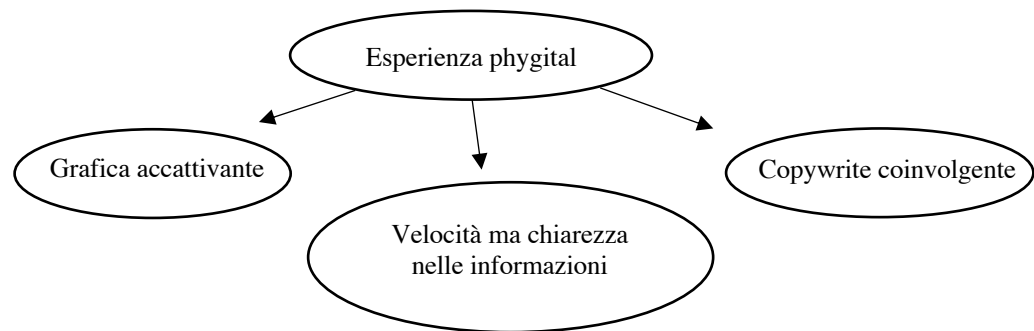 Esperienza phygital
Grafica accattivante
Copywrite coinvolgente
Velocità ma chiarezza
nelle informazioni